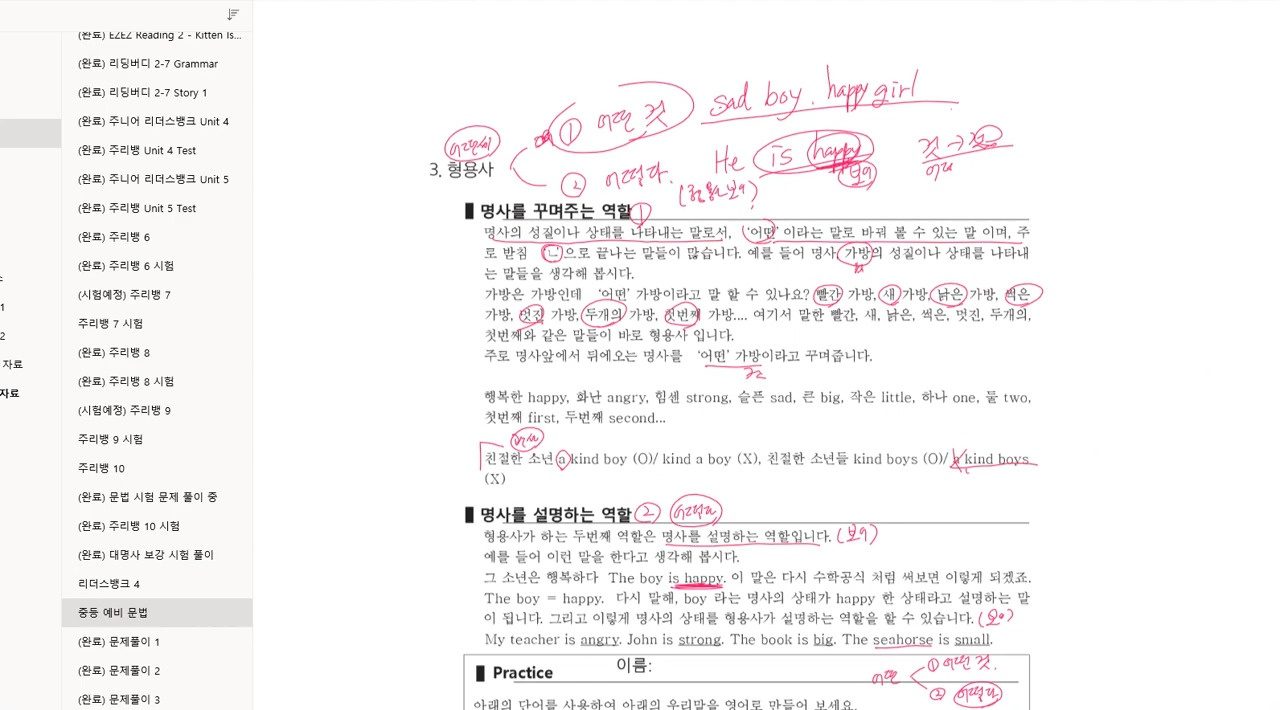 (완료) EZEZ Reading 2 - Kitten Is...
(완료) 리딩버디 2-7 Grammar
(완료) 리딩버디 2-7 Story 1
(완료) 주니어 리더스뱅크 Unit 4
(완료) 주리뱅 Unit 4 Test
(완료) 주니어 리더스뱅크 Unit 5
(완료) 주리뱅 Unit 5 Test
(완료) 주리뱅 6
(완료) 주리뱅 6 시험
(시험예정) 주리뱅 7
주리뱅 7 시험
(완료) 주리뱅 8
(완료) 주리뱅 8 시험
(시험예정) 주리뱅 9
주리뱅 9 시험
주리뱅 10
(완료) 문법 시험 문제 풀이 중
(완료) 주리뱅 10 시험
(완료) 대명사 보강 시험 풀이
리더스뱅크 4
중등 예비 문법
(완료) 문제풀이 1
(완료) 문제풀이 2
(완료) 문제풀이 3
1
2
자료
자료
① 어떤 것 sad boy. happy girl
② 어떻다. He is happy
보어
(형용사보어)
3. 형용사
■ 명사를 꾸며주는 역할 ①
명사의 성질이나 상태를 나타내는 말로서, '어떤' 이라는 말로 바꿔 볼 수 있는 말 이며, 주
로 받침 'ㄴ'으로 끝나는 말들이 많습니다. 예를 들어 명사 가방의 성질이나 상태를 나타내
는 말들을 생각해 봅시다.
가방은 가방인데 '어떤' 가방이라고 말 할 수 있나요? 빨간 가방, 새 가방, 낡은 가방, 썩은
가방, 멋진 가방, 두개의 가방, 첫번째 가방.... 여기서 말한 빨간, 새, 낡은, 썩은, 멋진, 두개의,
첫번째와 같은 말들이 바로 형용사 입니다.
주로 명사앞에서 뒤에오는 명사를 '어떤' 가방이라고 꾸며줍니다.
행복한 happy, 화난 angry, 힘센 strong, 슬픈 sad, 큰 big, 작은 little, 하나 one, 둘 two,
첫번째 first, 두번째 second...
친절한 소년 a kind boy (O)/ kind a boy (X), 친절한 소년들 kind boys (O)/ a kind boys
(X)
■ 명사를 설명하는 역할 ② 어떻다
형용사가 하는 두번째 역할은 명사를 설명하는 역할입니다. (보어)
예를 들어 이런 말을 한다고 생각해 봅시다.
그 소년은 행복하다 The boy is happy. 이 말은 다시 수학공식 처럼 써보면 이렇게 되겠죠.
The boy = happy. 다시 말해, boy 라는 명사의 상태가 happy 한 상태라고 설명하는 말
이 됩니다. 그리고 이렇게 명사의 상태를 형용사가 설명하는 역할을 할 수 있습니다. (보어)
My teacher is angry. John is strong. The book is big. The seahorse is small.
■ Practice 이름:
어떤 ① 어떤 것.
② 어떻다
아래의 단어를 사용하여 아래의 우리말을 영어로 만들어 보세요.